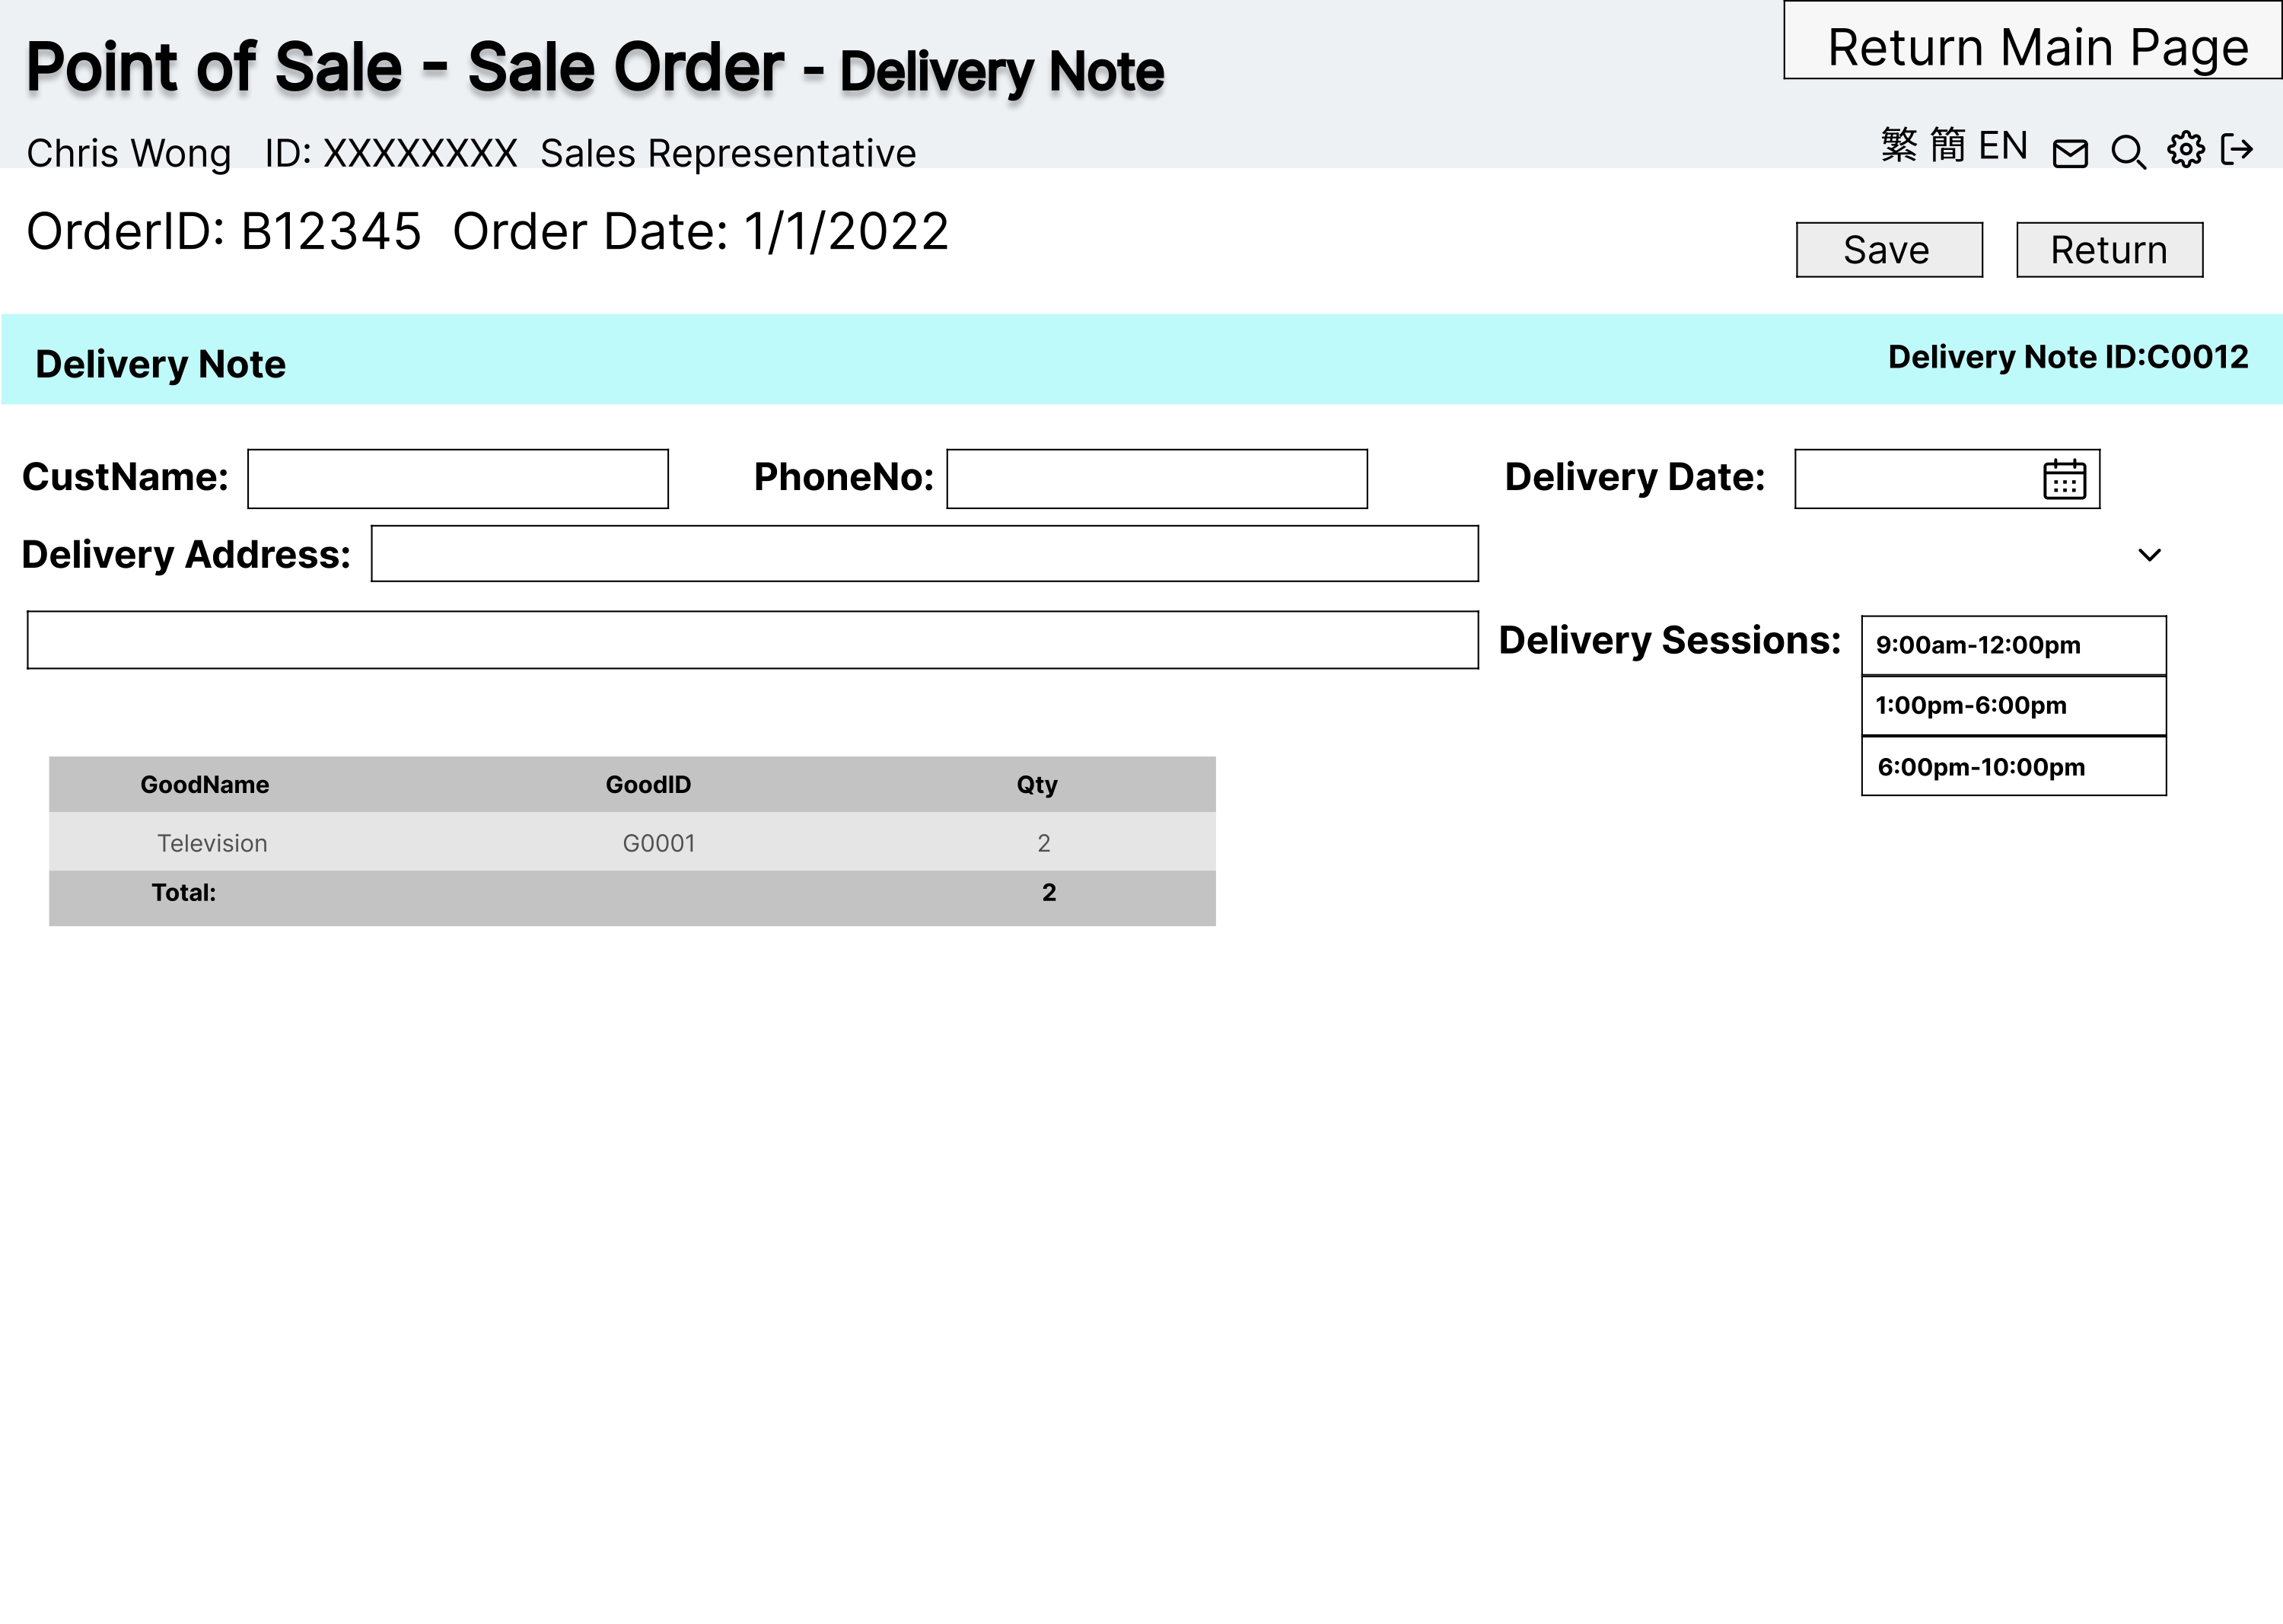 Point of Sale - Sale Order - Delivery Note
Return Main Page
Chris Wong ID: XXXXXXXX Sales Representative
繁 簡 EN
OrderID: B12345 Order Date: 1/1/2022
Save
Return
Delivery Note
Delivery Note ID:C0012
CustName:
PhoneNo:
Delivery Date:
Delivery Address:
Delivery Sessions:
9:00am-12:00pm
1:00pm-6:00pm
6:00pm-10:00pm
GoodName GoodID Qty
Television G0001 2
Total: 2